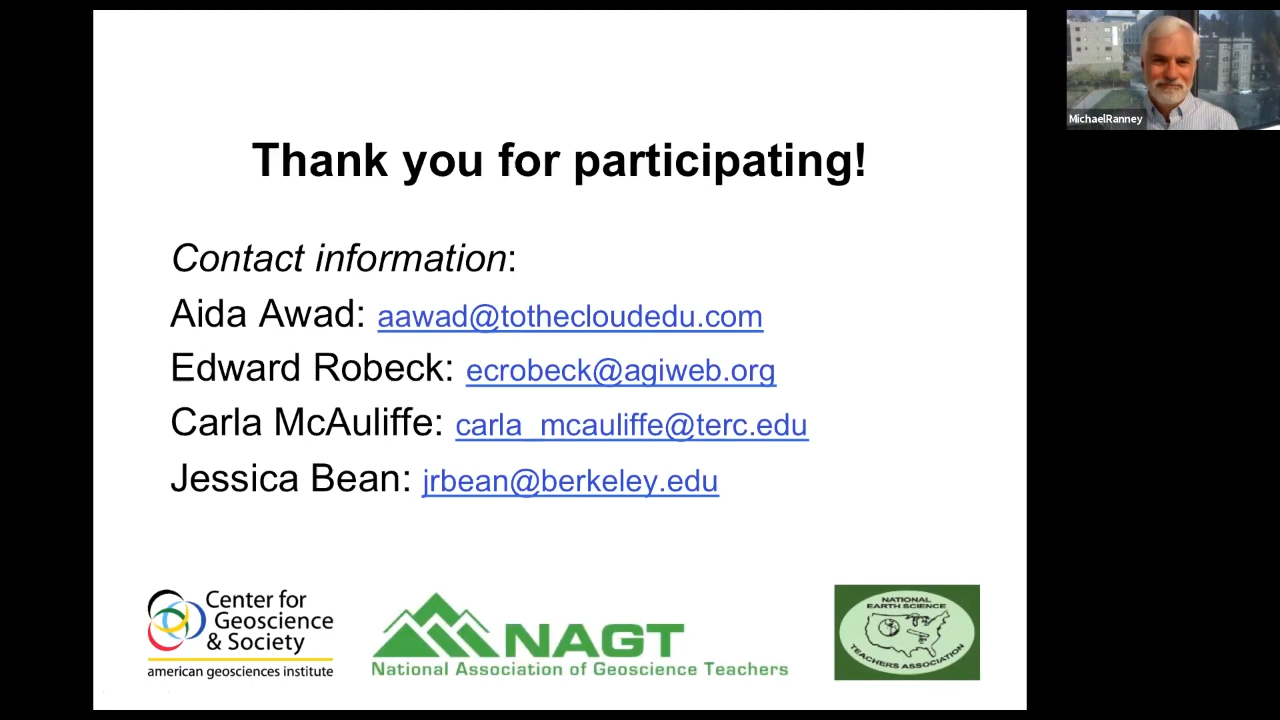 Thank you for participating!
Contact information:
Aida Awad: aawad@tothecloudedu.com
Edward Robeck: ecrobeck@agiweb.org
Carla McAuliffe: carla_mcauliffe@terc.edu
Jessica Bean: jrbean@berkeley.edu
Center for
Geoscience
& Society
american geosciences institute
NAGT
National Association of Geoscience Teachers
NATIONAL
EARTH SCIENCE
TEACHERS ASSOCIATION
MichaelRanney